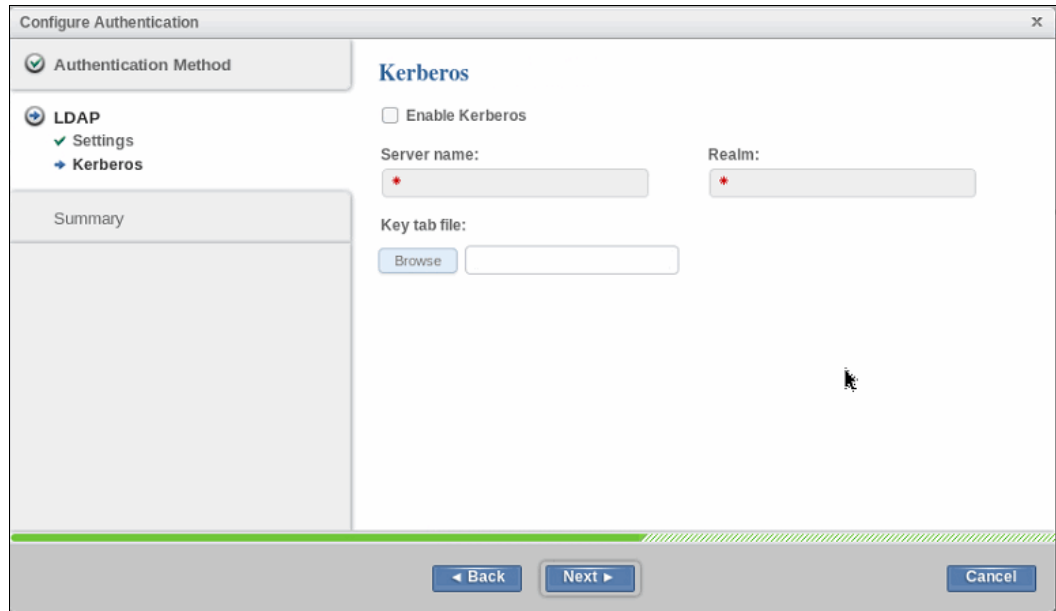 Configure Authentication x
Authentication Method
LDAP
Settings
Kerberos
Summary
Kerberos
Enable Kerberos
Server name: Realm:
* *
Key tab file:
Browse
◄ Back Next ► Cancel